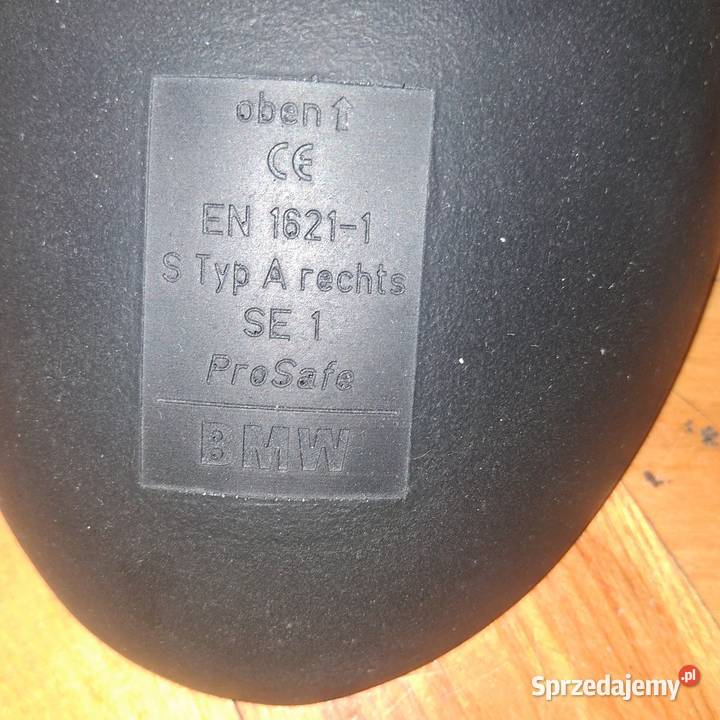 oben ↑
CE
EN 1621-1
S Typ A rechts
SE 1
ProSafe
BMW
Sprzedajemy.pl